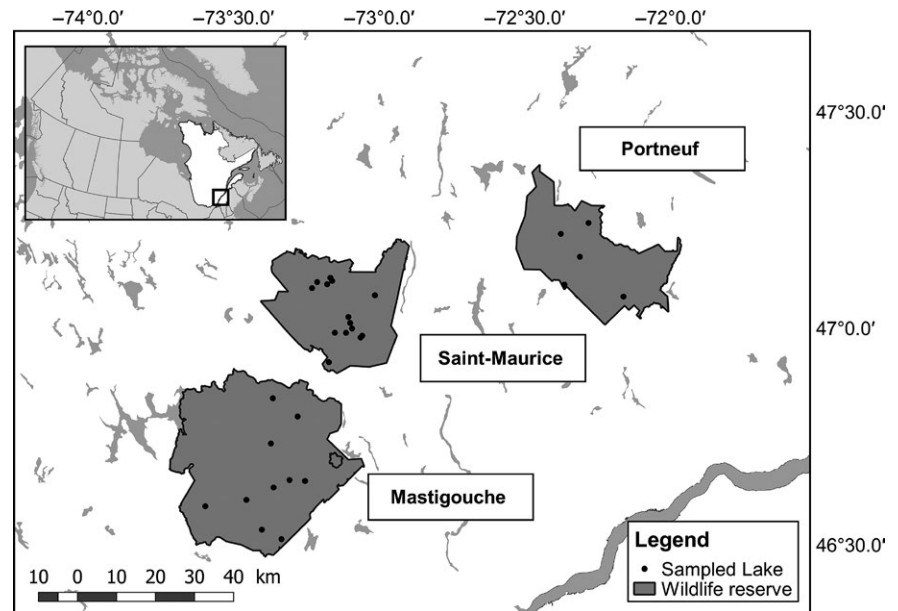 −74°0.0′ −73°30.0′ −73°0.0′ −72°30.0′ −72°0.0′
47°30.0′
Portneuf
47°0.0′
Saint-Maurice
Mastigouche
46°30.0′
Legend
Sampled Lake
Wildlife reserve
10 0 10 20 30 40 km